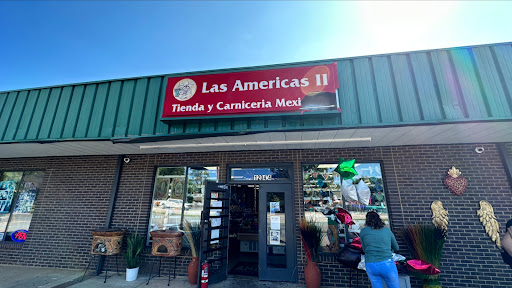 Las Americas II
Tienda y Carniceria Mexi